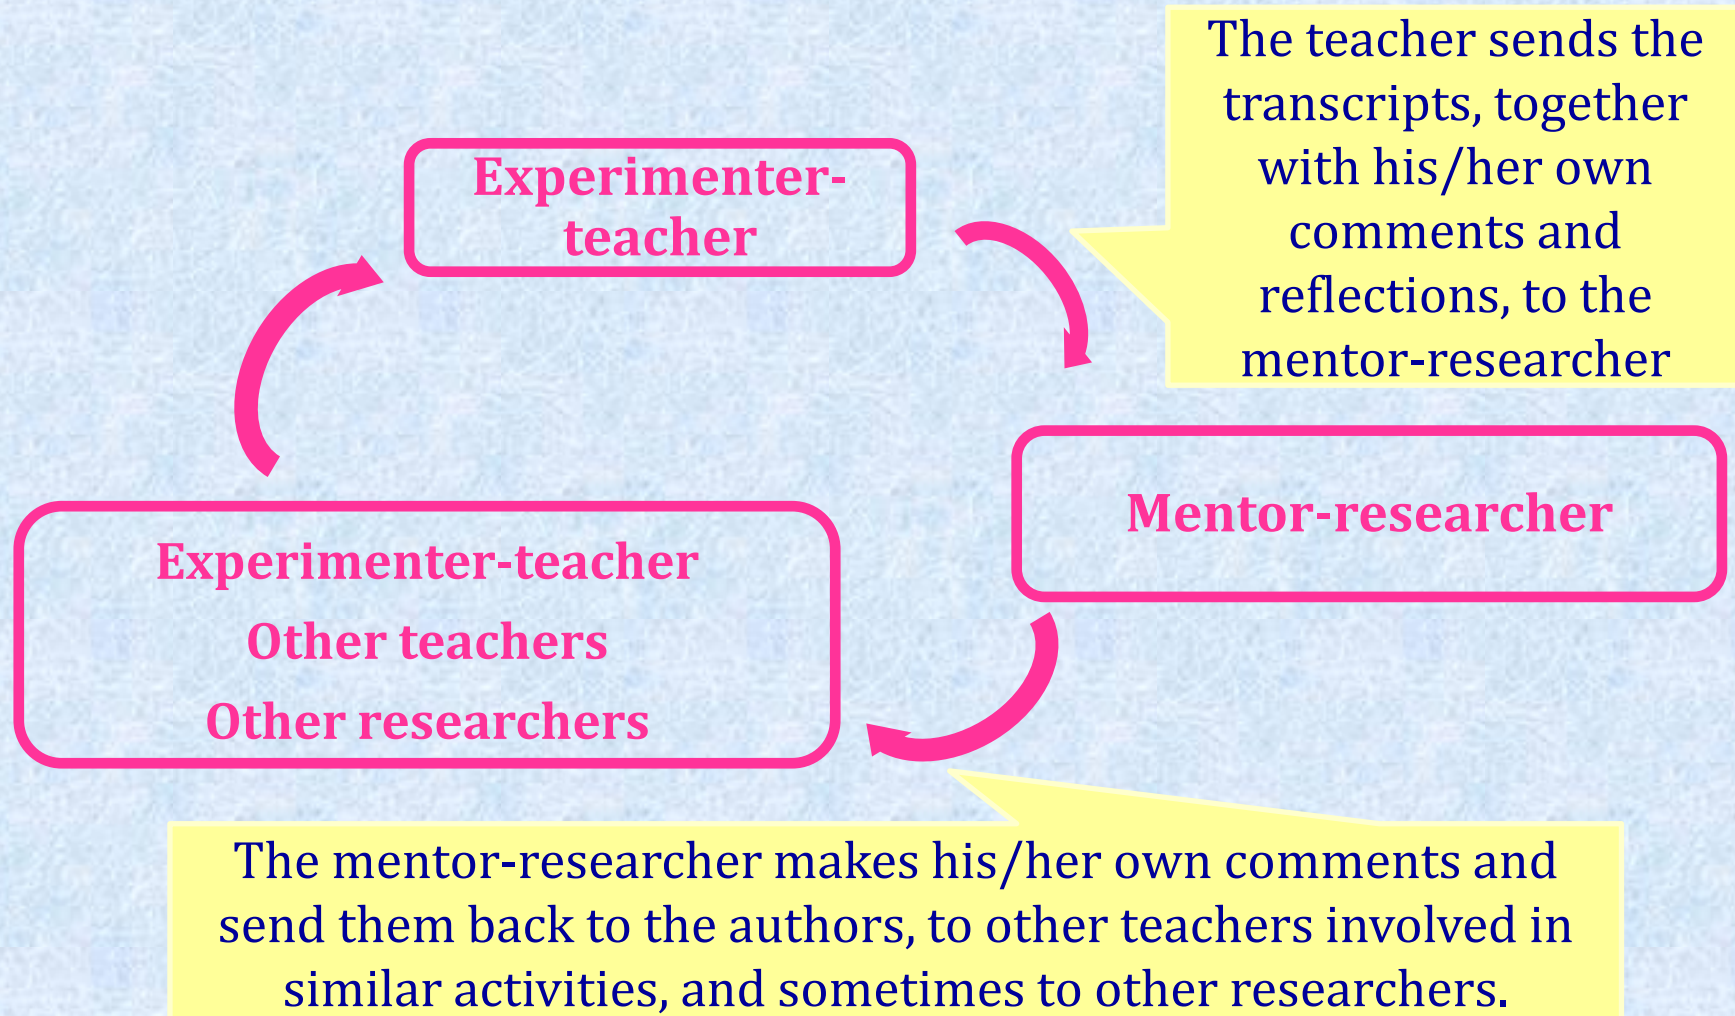 The teacher sends the
transcripts, together
with his/her own
comments and
reflections, to the
mentor-researcher
Experimenter-
teacher
Mentor-researcher
Experimenter-teacher
Other teachers
Other researchers
The mentor-researcher makes his/her own comments and
send them back to the authors, to other teachers involved in
similar activities, and sometimes to other researchers.